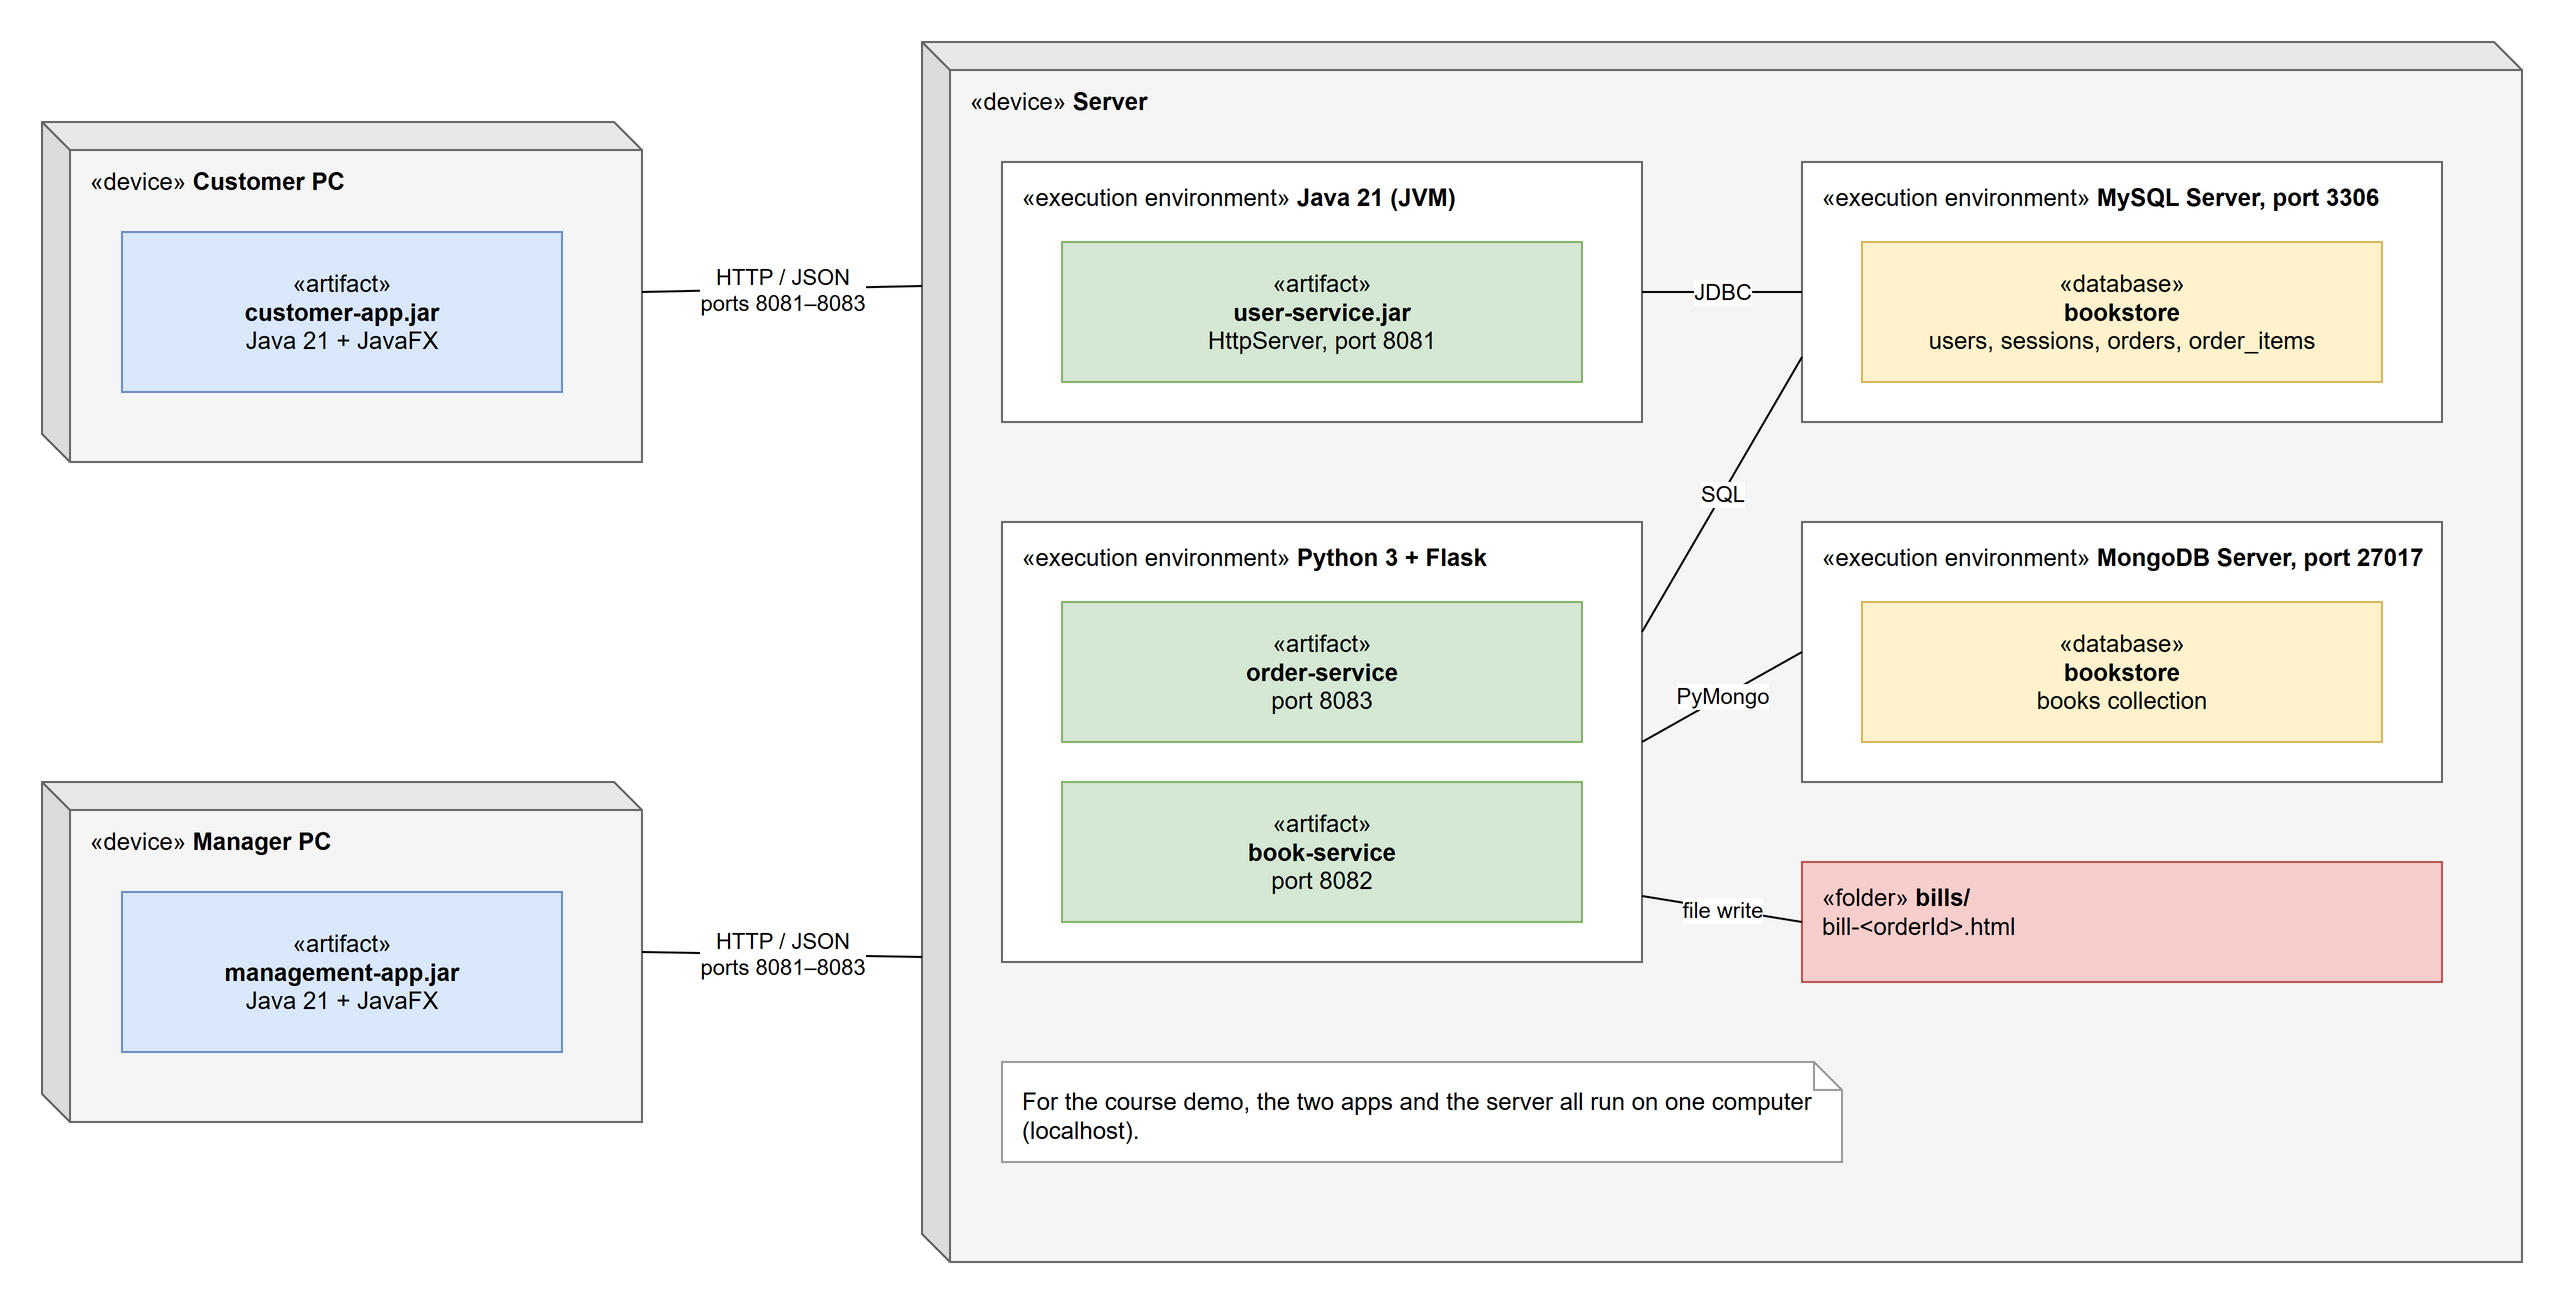 «device» Customer PC
«artifact»
customer-app.jar
Java 21 + JavaFX
HTTP / JSON
ports 8081–8083
«device» Manager PC
«artifact»
management-app.jar
Java 21 + JavaFX
HTTP / JSON
ports 8081–8083
«device» Server
«execution environment» Java 21 (JVM)
«artifact»
user-service.jar
HttpServer, port 8081
JDBC
«execution environment» MySQL Server, port 3306
«database»
bookstore
users, sessions, orders, order_items
SQL
«execution environment» Python 3 + Flask
«artifact»
order-service
port 8083
«artifact»
book-service
port 8082
PyMongo
«execution environment» MongoDB Server, port 27017
«database»
bookstore
books collection
file write
«folder» bills/
bill-<orderId>.html
For the course demo, the two apps and the server all run on one computer
(localhost).